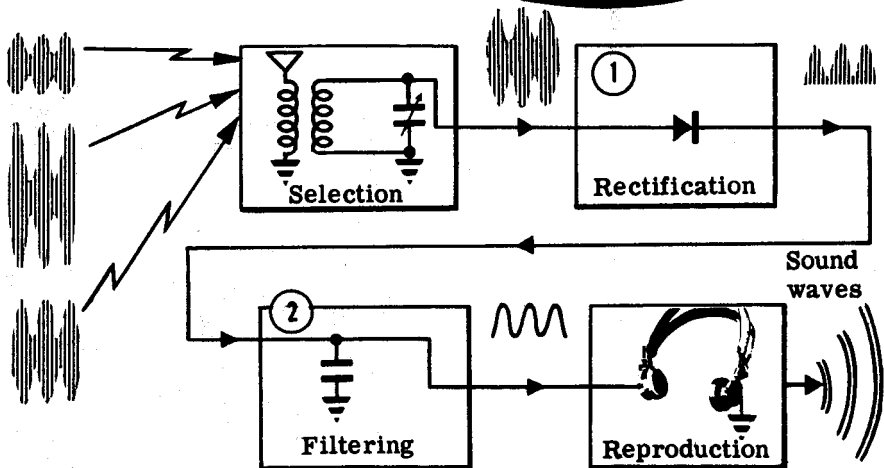 1
Selection
Rectification
Sound
waves
2
Filtering
Reproduction